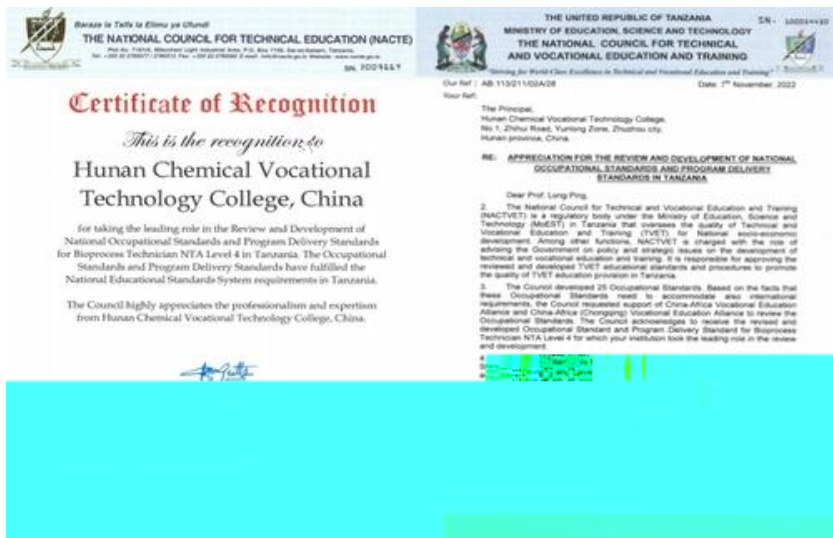 Baraza la Taifa la Elimu ya Ufundi
THE NATIONAL COUNCIL FOR TECHNICAL EDUCATION (NACTE)
Certificate of Recognition
This is the recognition to
Hunan Chemical Vocational
Technology College, China
for taking the leading role in the Review and Development of
National Occupational Standards and Program Delivery Standards
for Bioprocess Technician NTA Level 4 in Tanzania. The Occupational
Standards and Program Delivery Standards have fulfilled the
National Educational Standards System requirements in Tanzania.
The Council highly appreciates the professionalism and expertism
from Hunan Chemical Vocational Technology College, China.
THE UNITED REPUBLIC OF TANZANIA
MINISTRY OF EDUCATION, SCIENCE AND TECHNOLOGY
THE NATIONAL COUNCIL FOR TECHNICAL
AND VOCATIONAL EDUCATION AND TRAINING
"Striving for World-Class Excellence in Technical and Vocational Education and Training"
Our Ref : AB.113/211/02A/28
Date: 7th November, 2022
Your Ref:
The Principal,
Hunan Chemical Vocational Technology College,
No 1, Zhihui Road, Yunlong Zone, Zhuzhou city,
Hunan province, China.
RE: APPRECIATION FOR THE REVIEW AND DEVELOPMENT OF NATIONAL
OCCUPATIONAL STANDARDS AND PROGRAM DELIVERY
STANDARDS IN TANZANIA
Dear Prof. Long Ping,
2. The National Council for Technical and Vocational Education and Training
(NACTVET) is a regulatory body under the Ministry of Education, Science and
Technology (MoEST) in Tanzania that oversees the quality of Technical and
Vocational Education and Training (TVET) for National socio-economic
development. Among other functions, NACTVET is charged with the role of
advising the Government on policy and strategic issues on the development of
technical and vocational education and training. It is responsible for approving the
reviewed and developed TVET educational standards and procedures to promote
the quality of TVET education provision in Tanzania.
3. The Council developed 25 Occupational Standards. Based on the facts that
these Occupational Standards need to accommodate also international
requirements, the Council requested support of China-Africa Vocational Education
Alliance and China-Africa (Chongqing) Vocational Education Alliance to review the
Occupational Standards. The Council acknowledges to receive the revised and
developed Occupational Standard and Program Delivery Standard for Bioprocess
Technician NTA Level 4 for which your institution took the leading role in the review
and development.